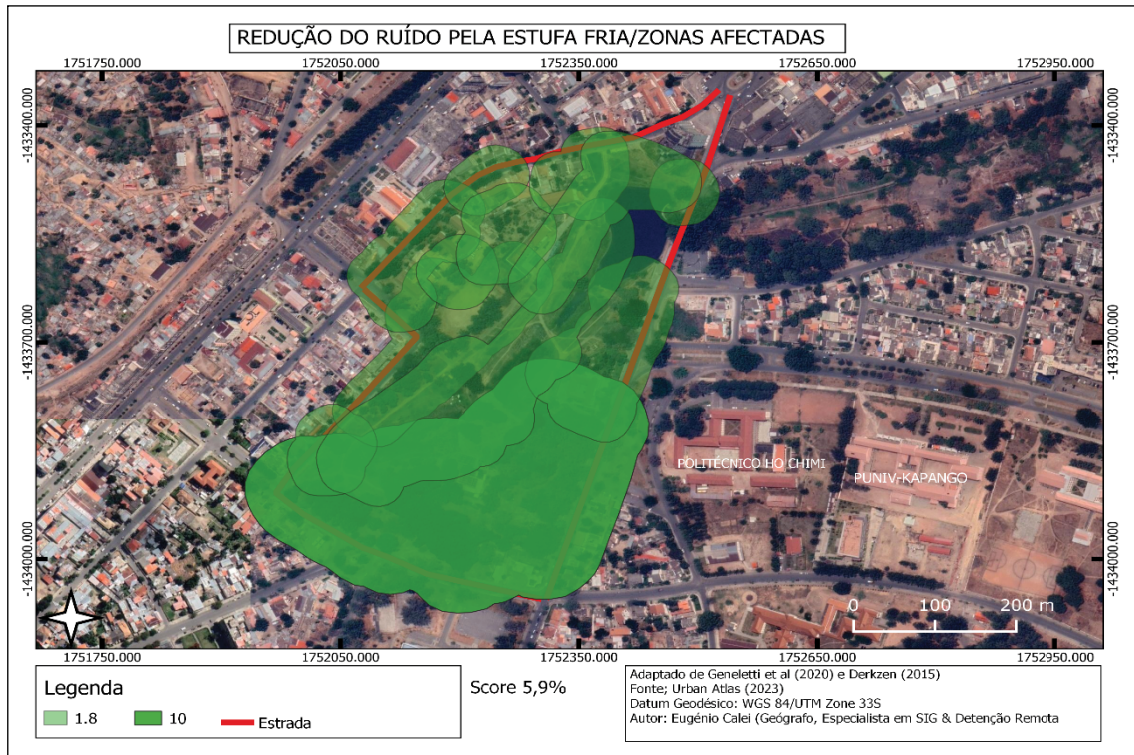 REDUÇÃO DO RUÍDO PELA ESTUFA FRIA/ZONAS AFECTADAS
1751750.000 1752050.000 1752350.000 1752650.000 1752950.000
-1433400.000 -1433400.000
-1433700.000 -1433700.000
POLITÉCNICO HO CHIMI
PUNIV-KAPANGO
-1434000.000 -1434000.000
0 100 200 m
1751750.000 1752050.000 1752350.000 1752650.000 1752950.000
Legenda
1.8 10 Estrada
Score 5,9%
Adaptado de Geneletti et al (2020) e Derkzen (2015)
Fonte; Urban Atlas (2023)
Datum Geodésico: WGS 84/UTM Zone 33S
Autor: Eugénio Calei (Geógrafo, Especialista em SIG & Detenção Remota